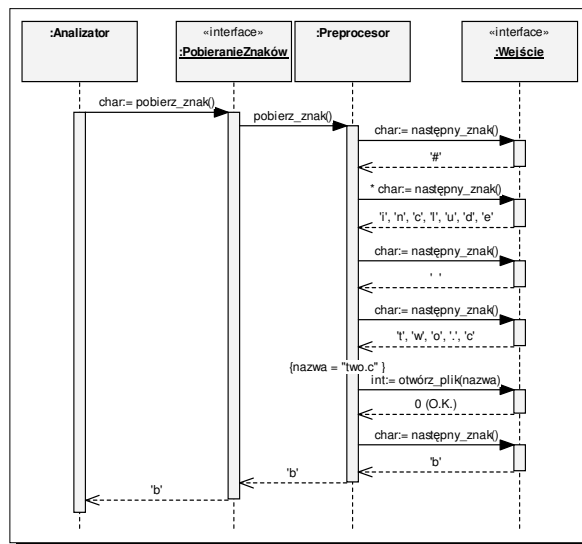 :Analizator
«interface»
:PobieranieZnaków
:Preprocesor
«interface»
:Wejście
char:= pobierz_znak()
pobierz_znak()
char:= następny_znak()
'#'
* char:= następny_znak()
'i', 'n', 'c', 'l', 'u', 'd', 'e'
char:= następny_znak()
' '
char:= następny_znak()
't', 'w', 'o', '.', 'c'
{nazwa = "two.c" }
int:= otwórz_plik(nazwa)
0 (O.K.)
char:= następny_znak()
'b'
'b'
'b'